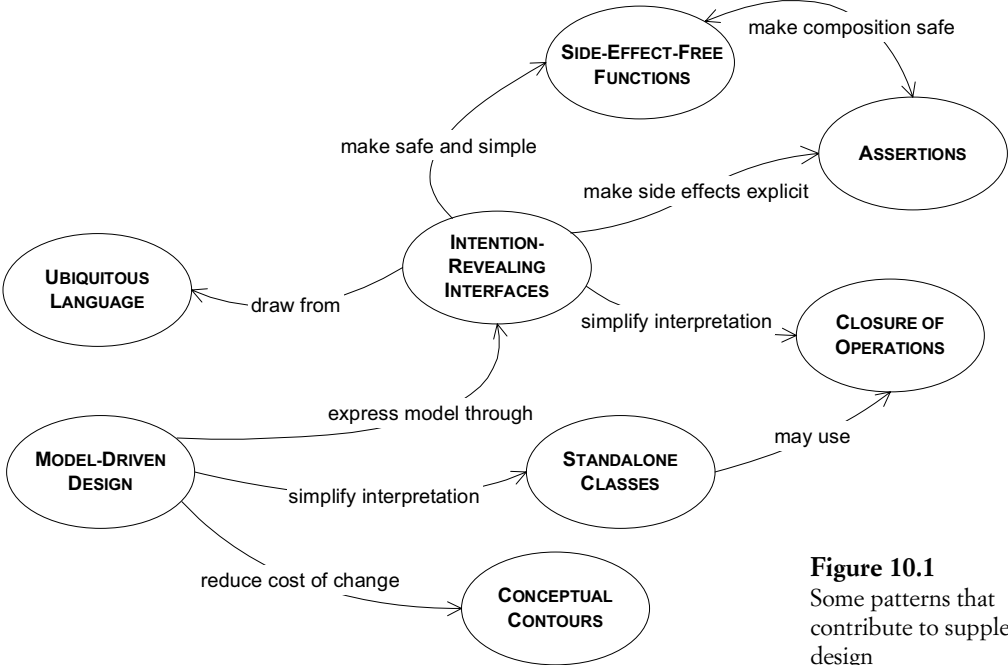 make composition safe
SIDE-EFFECT-FREE
FUNCTIONS
make safe and simple
ASSERTIONS
make side effects explicit
INTENTION-
REVEALING
INTERFACES
UBIQUITOUS
LANGUAGE
draw from
simplify interpretation
CLOSURE OF
OPERATIONS
express model through
may use
MODEL-DRIVEN
DESIGN
simplify interpretation
STANDALONE
CLASSES
reduce cost of change
CONCEPTUAL
CONTOURS
Figure 10.1
Some patterns that
contribute to supple
design